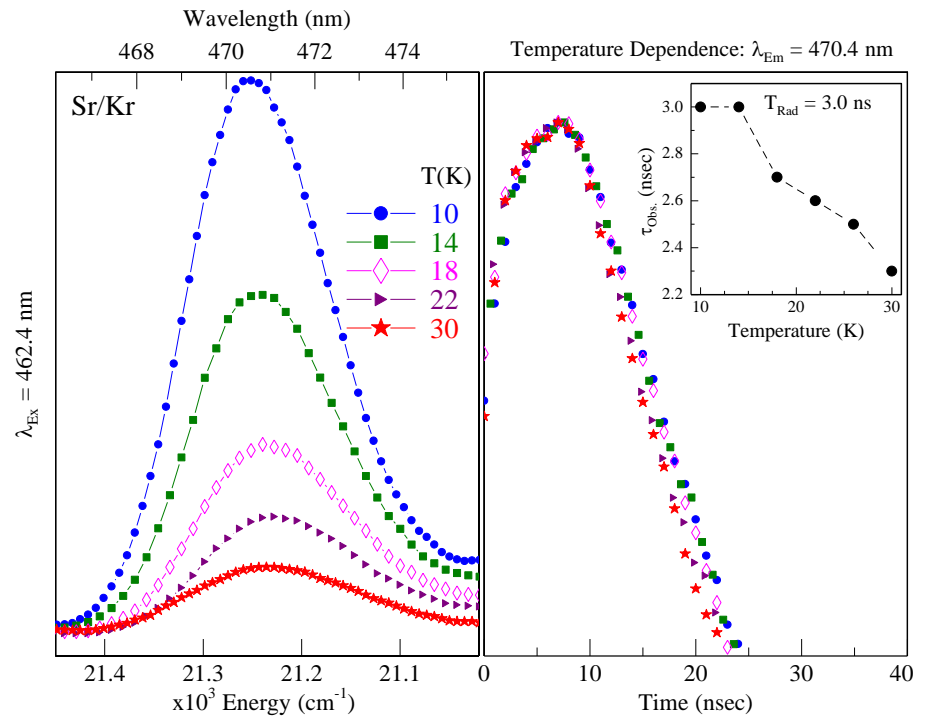 Wavelength (nm)
468 470 472 474
Sr/Kr
T(K)
10
14
18
22
30
λEx = 462.4 nm
21.4 21.3 21.2 21.1
x10³ Energy (cm⁻¹)
Temperature Dependence: λEm = 470.4 nm
TRad = 3.0 ns
τObs. (nsec)
3.0
2.8
2.6
2.4
2.2
10 20 30
Temperature (K)
0 10 20 30 40
Time (nsec)